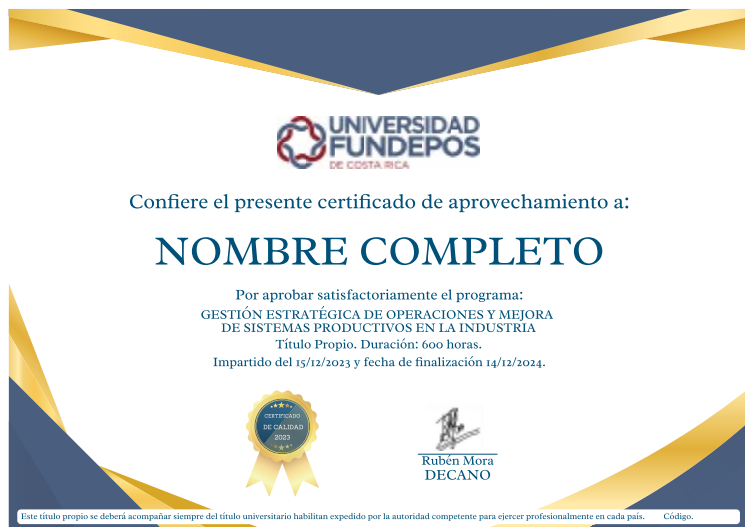 UNIVERSIDAD
FUNDEPOS
DE COSTA RICA
Confiere el presente certificado de aprovechamiento a:
NOMBRE COMPLETO
Por aprobar satisfactoriamente el programa:
GESTIÓN ESTRATÉGICA DE OPERACIONES Y MEJORA
DE SISTEMAS PRODUCTIVOS EN LA INDUSTRIA
Título Propio. Duración: 600 horas.
Impartido del 15/12/2023 y fecha de finalización 14/12/2024.
CERTIFICADO
DE CALIDAD
2023
Rubén Mora
DECANO
Este título propio se deberá acompañar siempre del título universitario habilitan expedido por la autoridad competente para ejercer profesionalmente en cada país. Código.